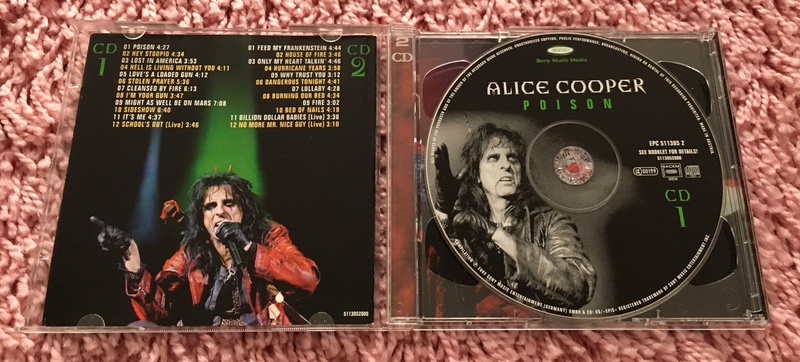 CD
1
01 POISON 4:27
02 HEY STOOPID 4:34
03 LOST IN AMERICA 3:53
04 HELL IS LIVING WITHOUT YOU 4:11
05 LOVE'S A LOADED GUN 4:12
06 STOLEN PRAYER 5:38
07 CLEANSED BY FIRE 6:13
08 I'M YOUR GUN 3:47
09 MIGHT AS WELL BE ON MARS 7:08
10 SIDESHOW 6:40
11 IT'S ME 4:37
12 SCHOOL'S OUT (Live) 3:46
01 FEED MY FRANKENSTEIN 4:44
02 HOUSE OF FIRE 3:46
03 ONLY MY HEART TALKIN' 4:46
04 HURRICANE YEARS 3:58
05 WHY TRUST YOU 3:12
06 DANGEROUS TONIGHT 4:41
07 LULLABY 4:28
08 BURNING OUR BED 4:34
09 FIRE 3:02
10 BED OF NAILS 4:19
11 BILLION DOLLAR BABIES (Live) 3:36
12 NO MORE MR. NICE GUY (Live) 3:10
CD
2
5113052000
2
CD
epic
Sony Music Media
ALICE COOPER
POISON
EPC 511305 2
SEE BOOKLET FOR DETAILS!
5113052000
LC 00199
SACEM
CD
1